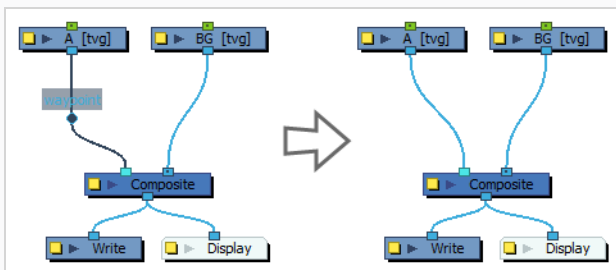 A [tvg] BG [tvg] A [tvg] BG [tvg]
waypoint
Composite Composite
Write Display Write Display